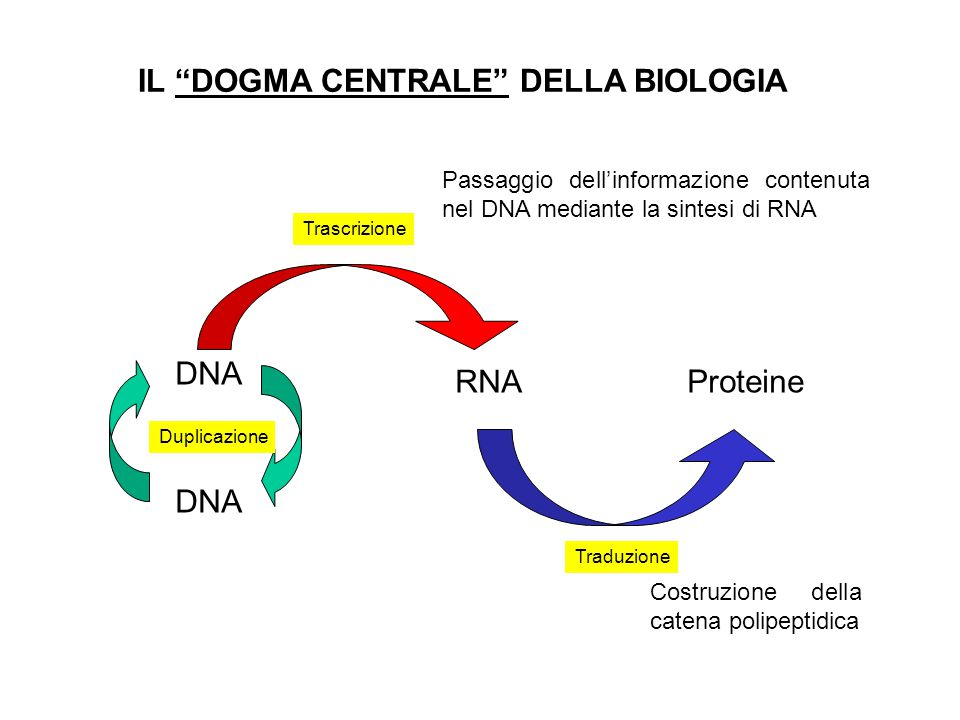 IL “DOGMA CENTRALE” DELLA BIOLOGIA
Passaggio dell’informazione contenuta
nel DNA mediante la sintesi di RNA
Trascrizione
DNA
RNA
Proteine
Duplicazione
DNA
Traduzione
Costruzione della
catena polipeptidica